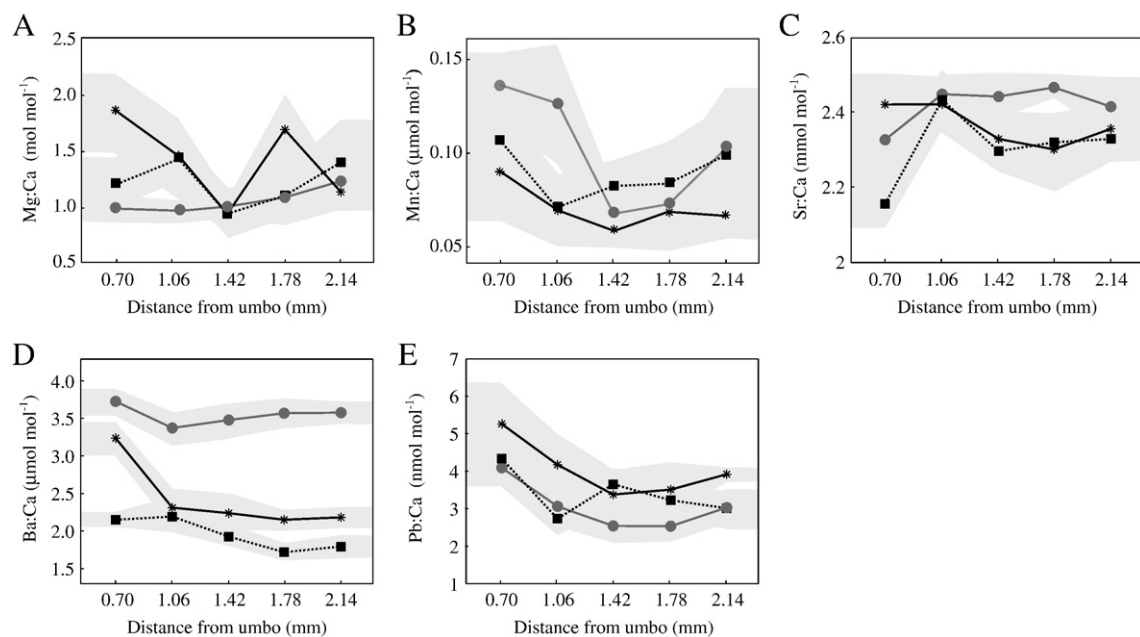 A
B
C
Mg:Ca (mol mol⁻¹)
2.5
2.0
1.5
1.0
0.5
0.70 1.06 1.42 1.78 2.14
Distance from umbo (mm)
Mn:Ca (µmol mol⁻¹)
0.15
0.10
0.05
0.70 1.06 1.42 1.78 2.14
Distance from umbo (mm)
Sr:Ca (mmol mol⁻¹)
2.6
2.4
2.2
2
0.70 1.06 1.42 1.78 2.14
Distance from umbo (mm)
D
E
Ba:Ca (µmol mol⁻¹)
4.0
3.5
3.0
2.5
2.0
1.5
0.70 1.06 1.42 1.78 2.14
Distance from umbo (mm)
Pb:Ca (nmol mol⁻¹)
7
6
5
4
3
2
1
0.70 1.06 1.42 1.78 2.14
Distance from umbo (mm)